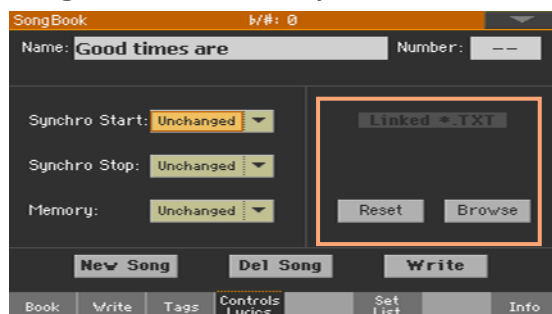 SongBook b/#: 0
Name: Good times are Number: --
Synchro Start: Unchanged Linked *.TXT
Synchro Stop: Unchanged
Memory: Unchanged Reset Browse
New Song Del Song Write
Book Write Tags Controls Lyrics Set List Info